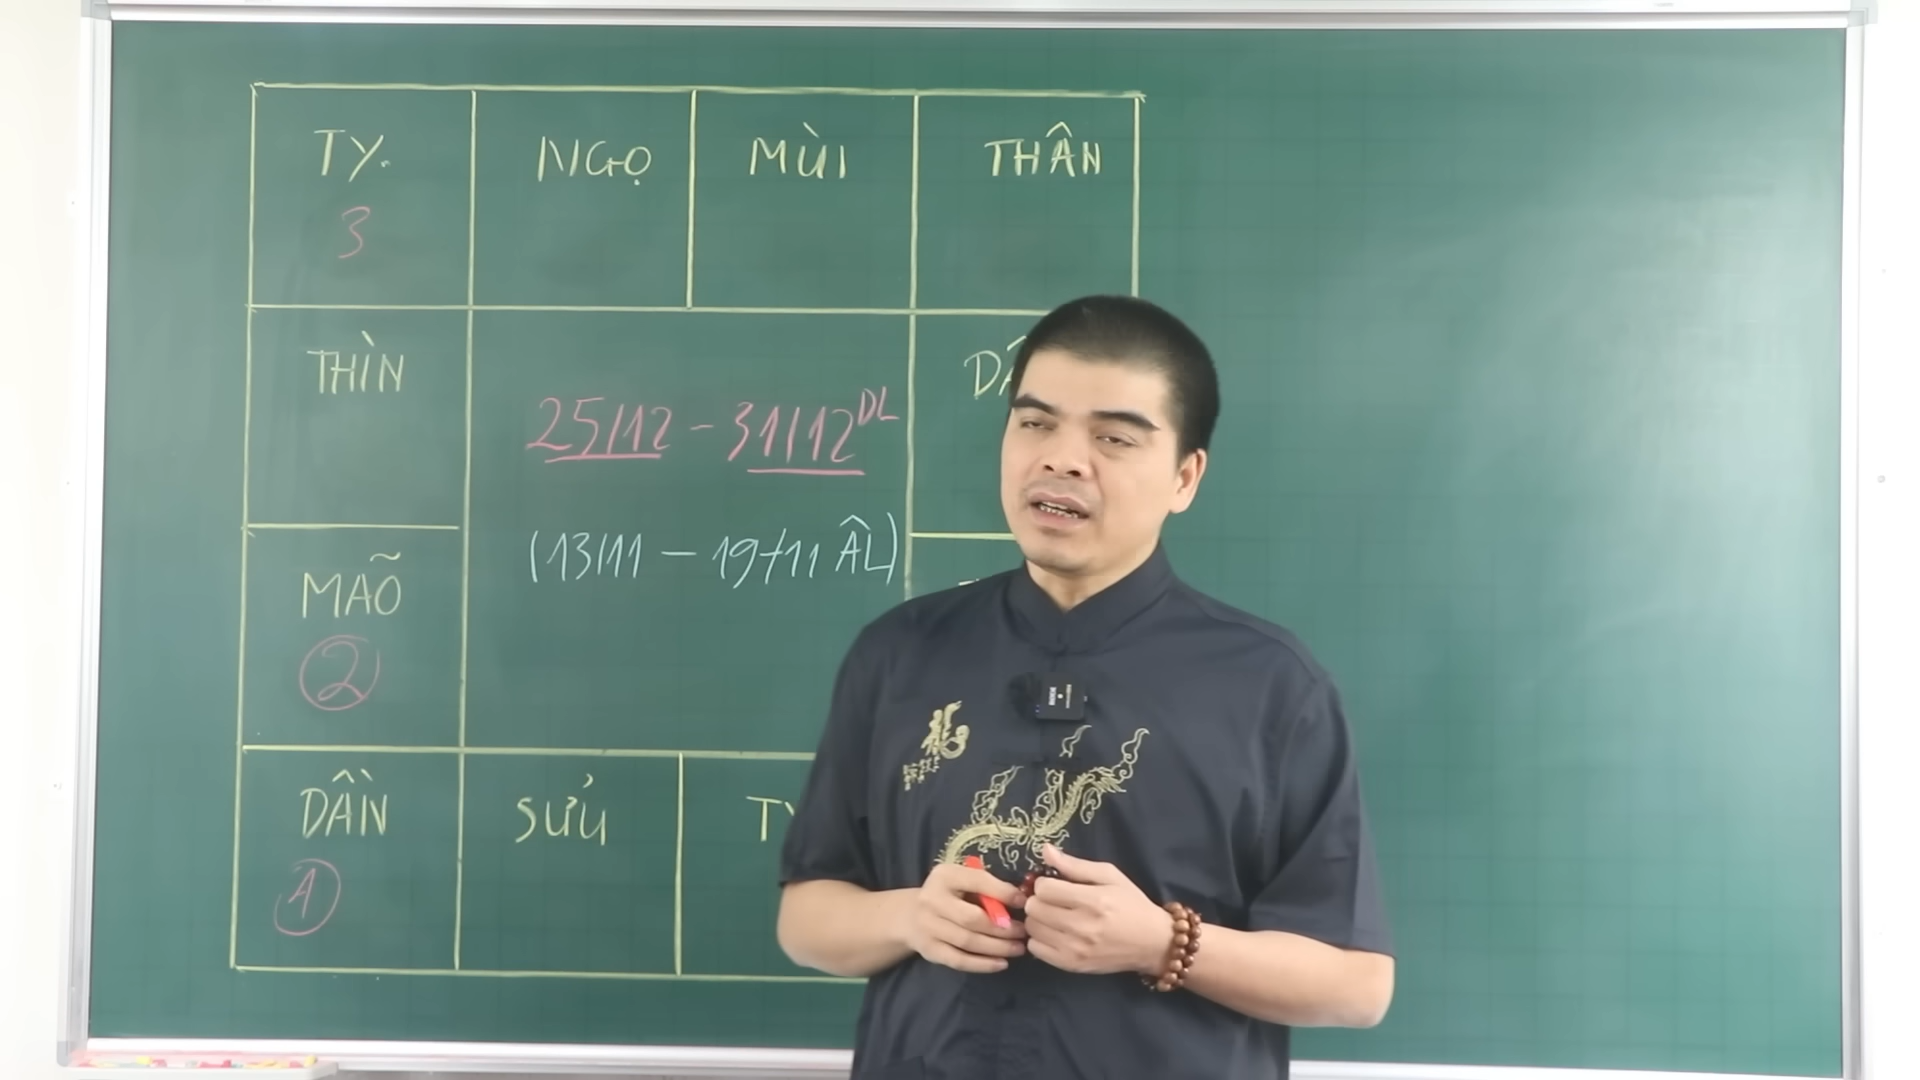 TỴ
NGỌ
MÙI
THÂN
3
THÌN
25/12 - 31/12 DL
(13/11 - 19/11 ÂL)
MÃO
2
DẦN
SỬU
1